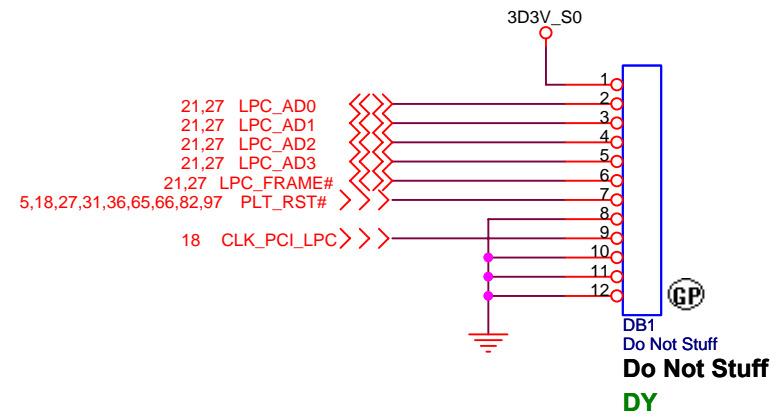 3D3V_S0
1
21,27 LPC_AD0 2
21,27 LPC_AD1 3
21,27 LPC_AD2 4
21,27 LPC_AD3 5
21,27 LPC_FRAME# 6
5,18,27,31,36,65,66,82,97 PLT_RST# 7
8
18 CLK_PCI_LPC 9
10
11
12
GP
DB1
Do Not Stuff
Do Not Stuff
DY